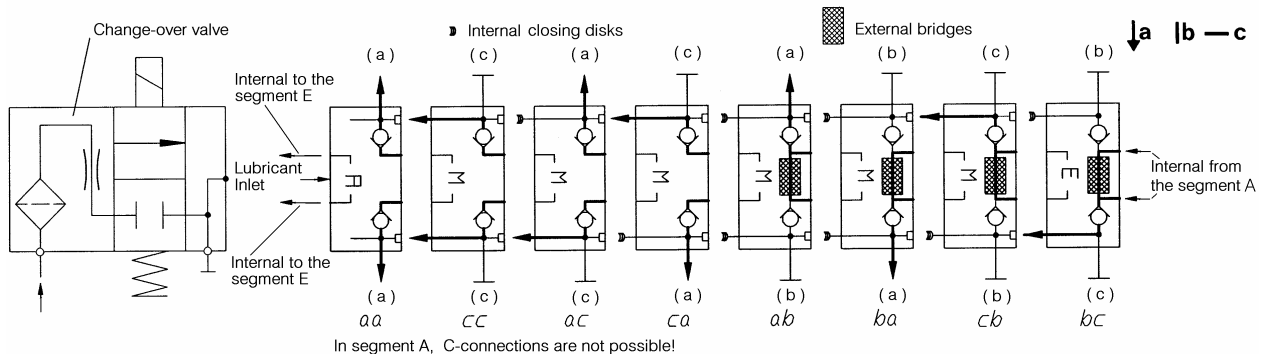 Change-over valve
Internal closing disks
External bridges
a b c
(a) (c) (a) (c) (a) (b) (c) (b)
Internal to the
segment E
Lubricant
Inlet
E M M M M M M E
Internal from
the segment A
Internal to the
segment E
(a) (c) (c) (a) (b) (a) (b) (c)
aa cc ac ca ab ba cb bc
In segment A, C-connections are not possible!